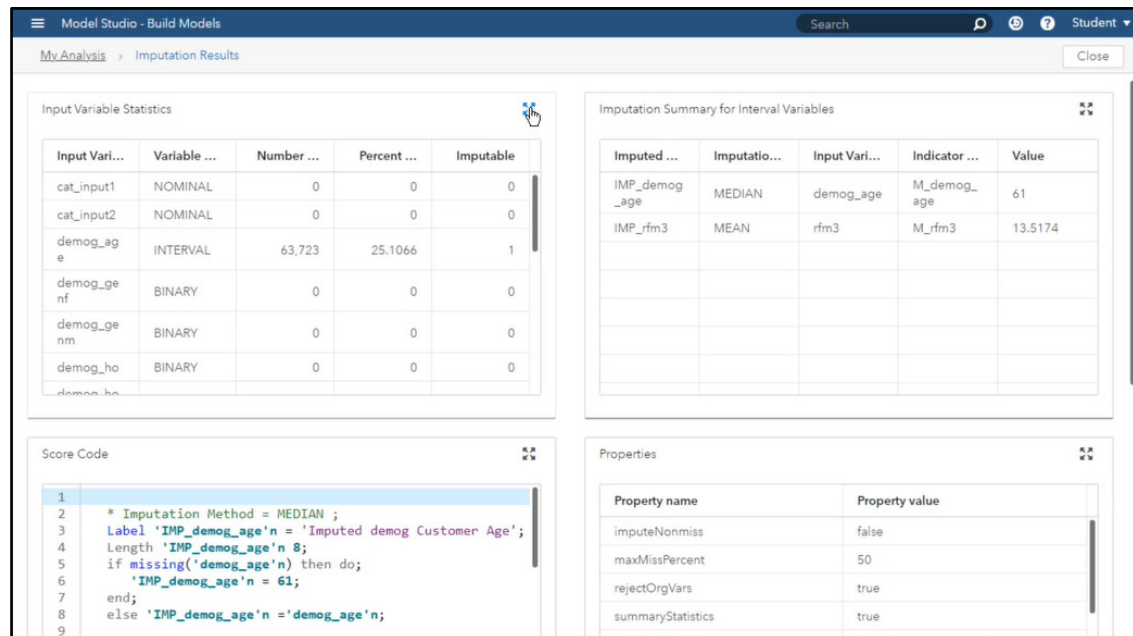 Model Studio - Build Models
Search
Student
My Analysis > Imputation Results
Close
Input Variable Statistics
Input Vari... Variable ... Number ... Percent ... Imputable
cat_input1 NOMINAL 0 0 0
cat_input2 NOMINAL 0 0 0
demog_ag
e INTERVAL 63,723 25.1066 1
demog_ge
nf BINARY 0 0 0
demog_ge
nm BINARY 0 0 0
demog_ho BINARY 0 0 0
Imputation Summary for Interval Variables
Imputed ... Imputatio... Input Vari... Indicator ... Value
IMP_demog
_age MEDIAN demog_age M_demog_
age 61
IMP_rfm3 MEAN rfm3 M_rfm3 13.5174
Score Code
1
2 * Imputation Method = MEDIAN ;
3 Label 'IMP_demog_age'n = 'Imputed demog Customer Age';
4 Length 'IMP_demog_age'n 8;
5 if missing('demog_age'n) then do;
6 'IMP_demog_age'n = 61;
7 end;
8 else 'IMP_demog_age'n ='demog_age'n;
9
Properties
Property name Property value
imputeNonmiss false
maxMissPercent 50
rejectOrgVars true
summaryStatistics true